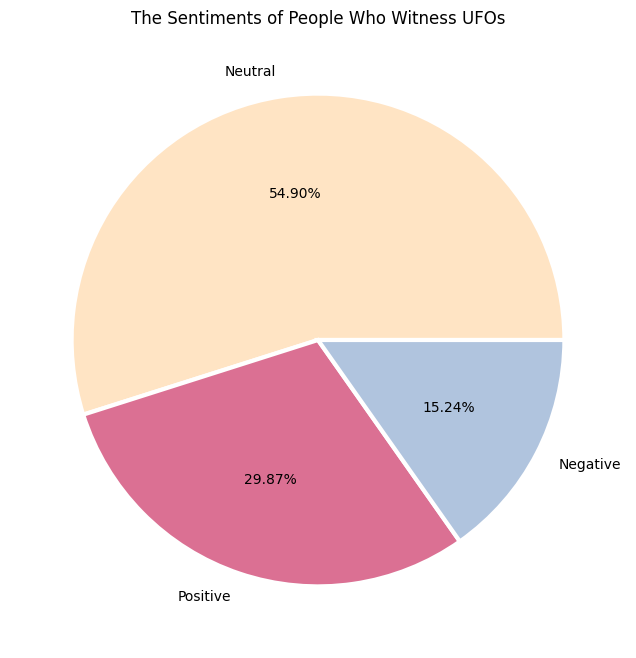 The Sentiments of People Who Witness UFOs
Neutral
54.90%
15.24%
Negative
29.87%
Positive